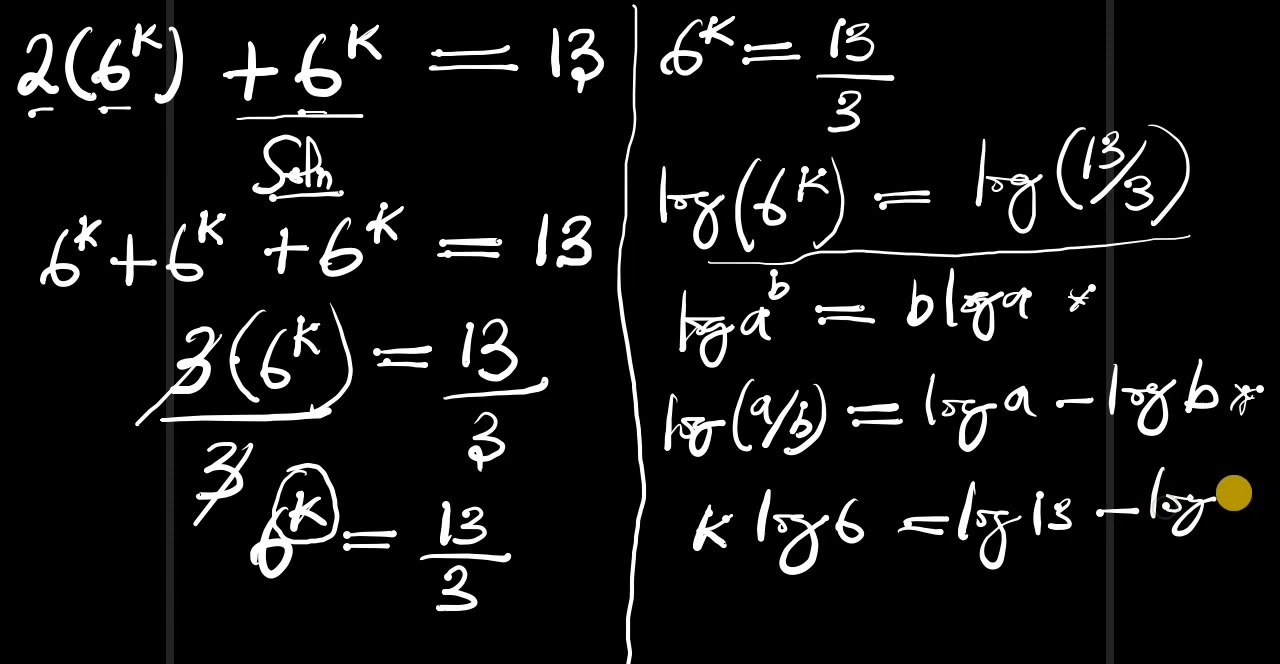 2(6^K) + 6^K = 13
Soln
6^K + 6^K + 6^K = 13
3(6^K)/3 = 13/3
6^K = 13/3
6^K = 13/3
log(6^K) = log(13/3)
log a^b = b log a *
log(a/b) = log a - log b *
K log 6 = log 13 - log